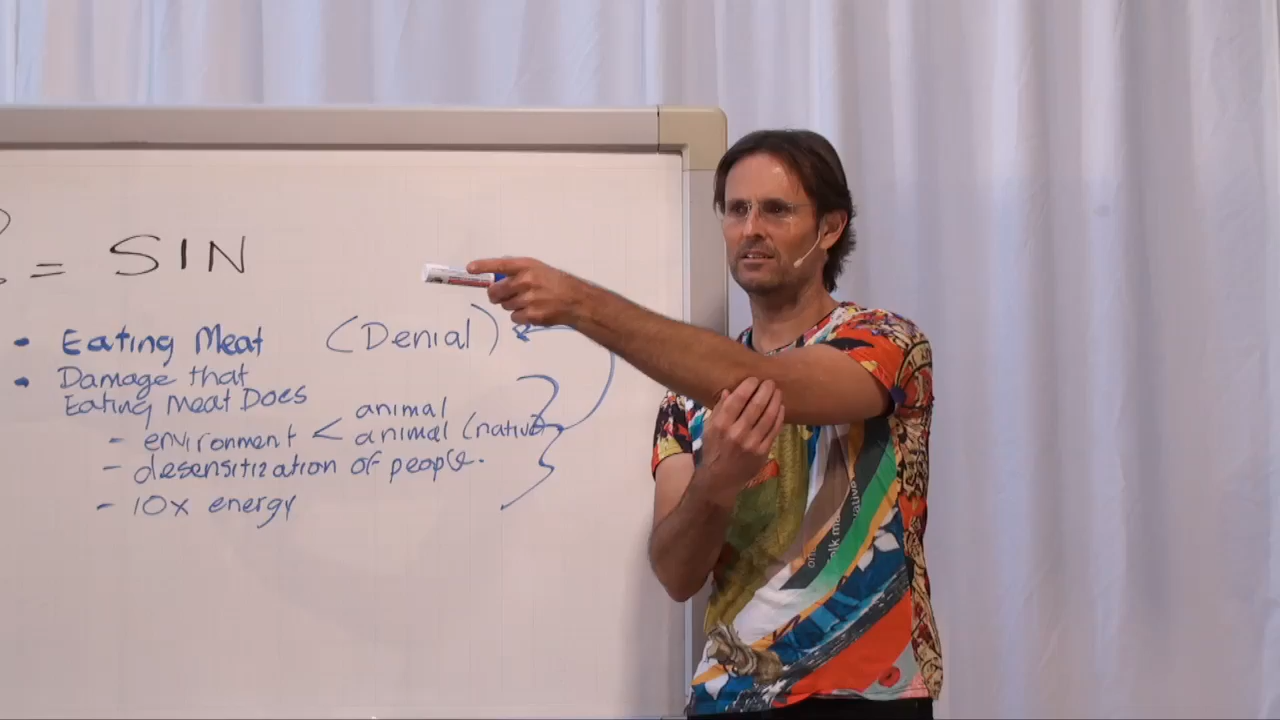 = SIN
• Eating Meat (Denial)
• Damage that
Eating Meat Does
animal
- environment < animal (native
- desensitization of people.
- 10x energy